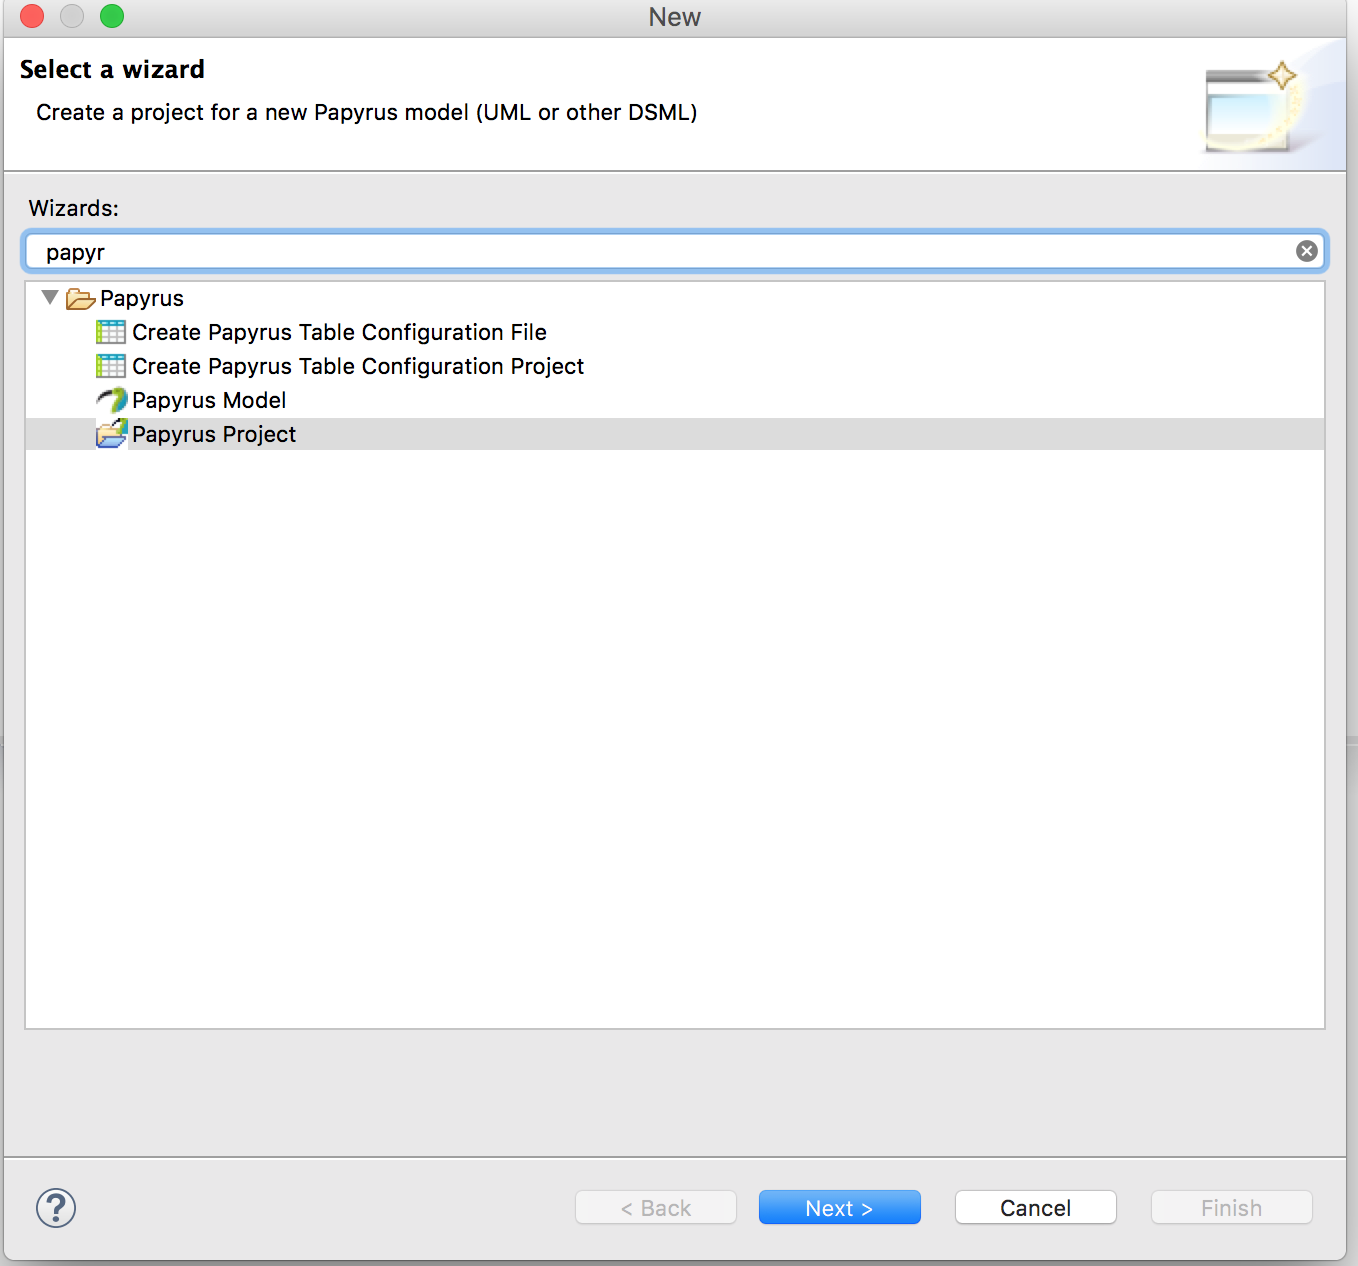 New
Select a wizard
Create a project for a new Papyrus model (UML or other DSML)
Wizards:
papyr
Papyrus
Create Papyrus Table Configuration File
Create Papyrus Table Configuration Project
Papyrus Model
Papyrus Project
?
< Back
Next >
Cancel
Finish